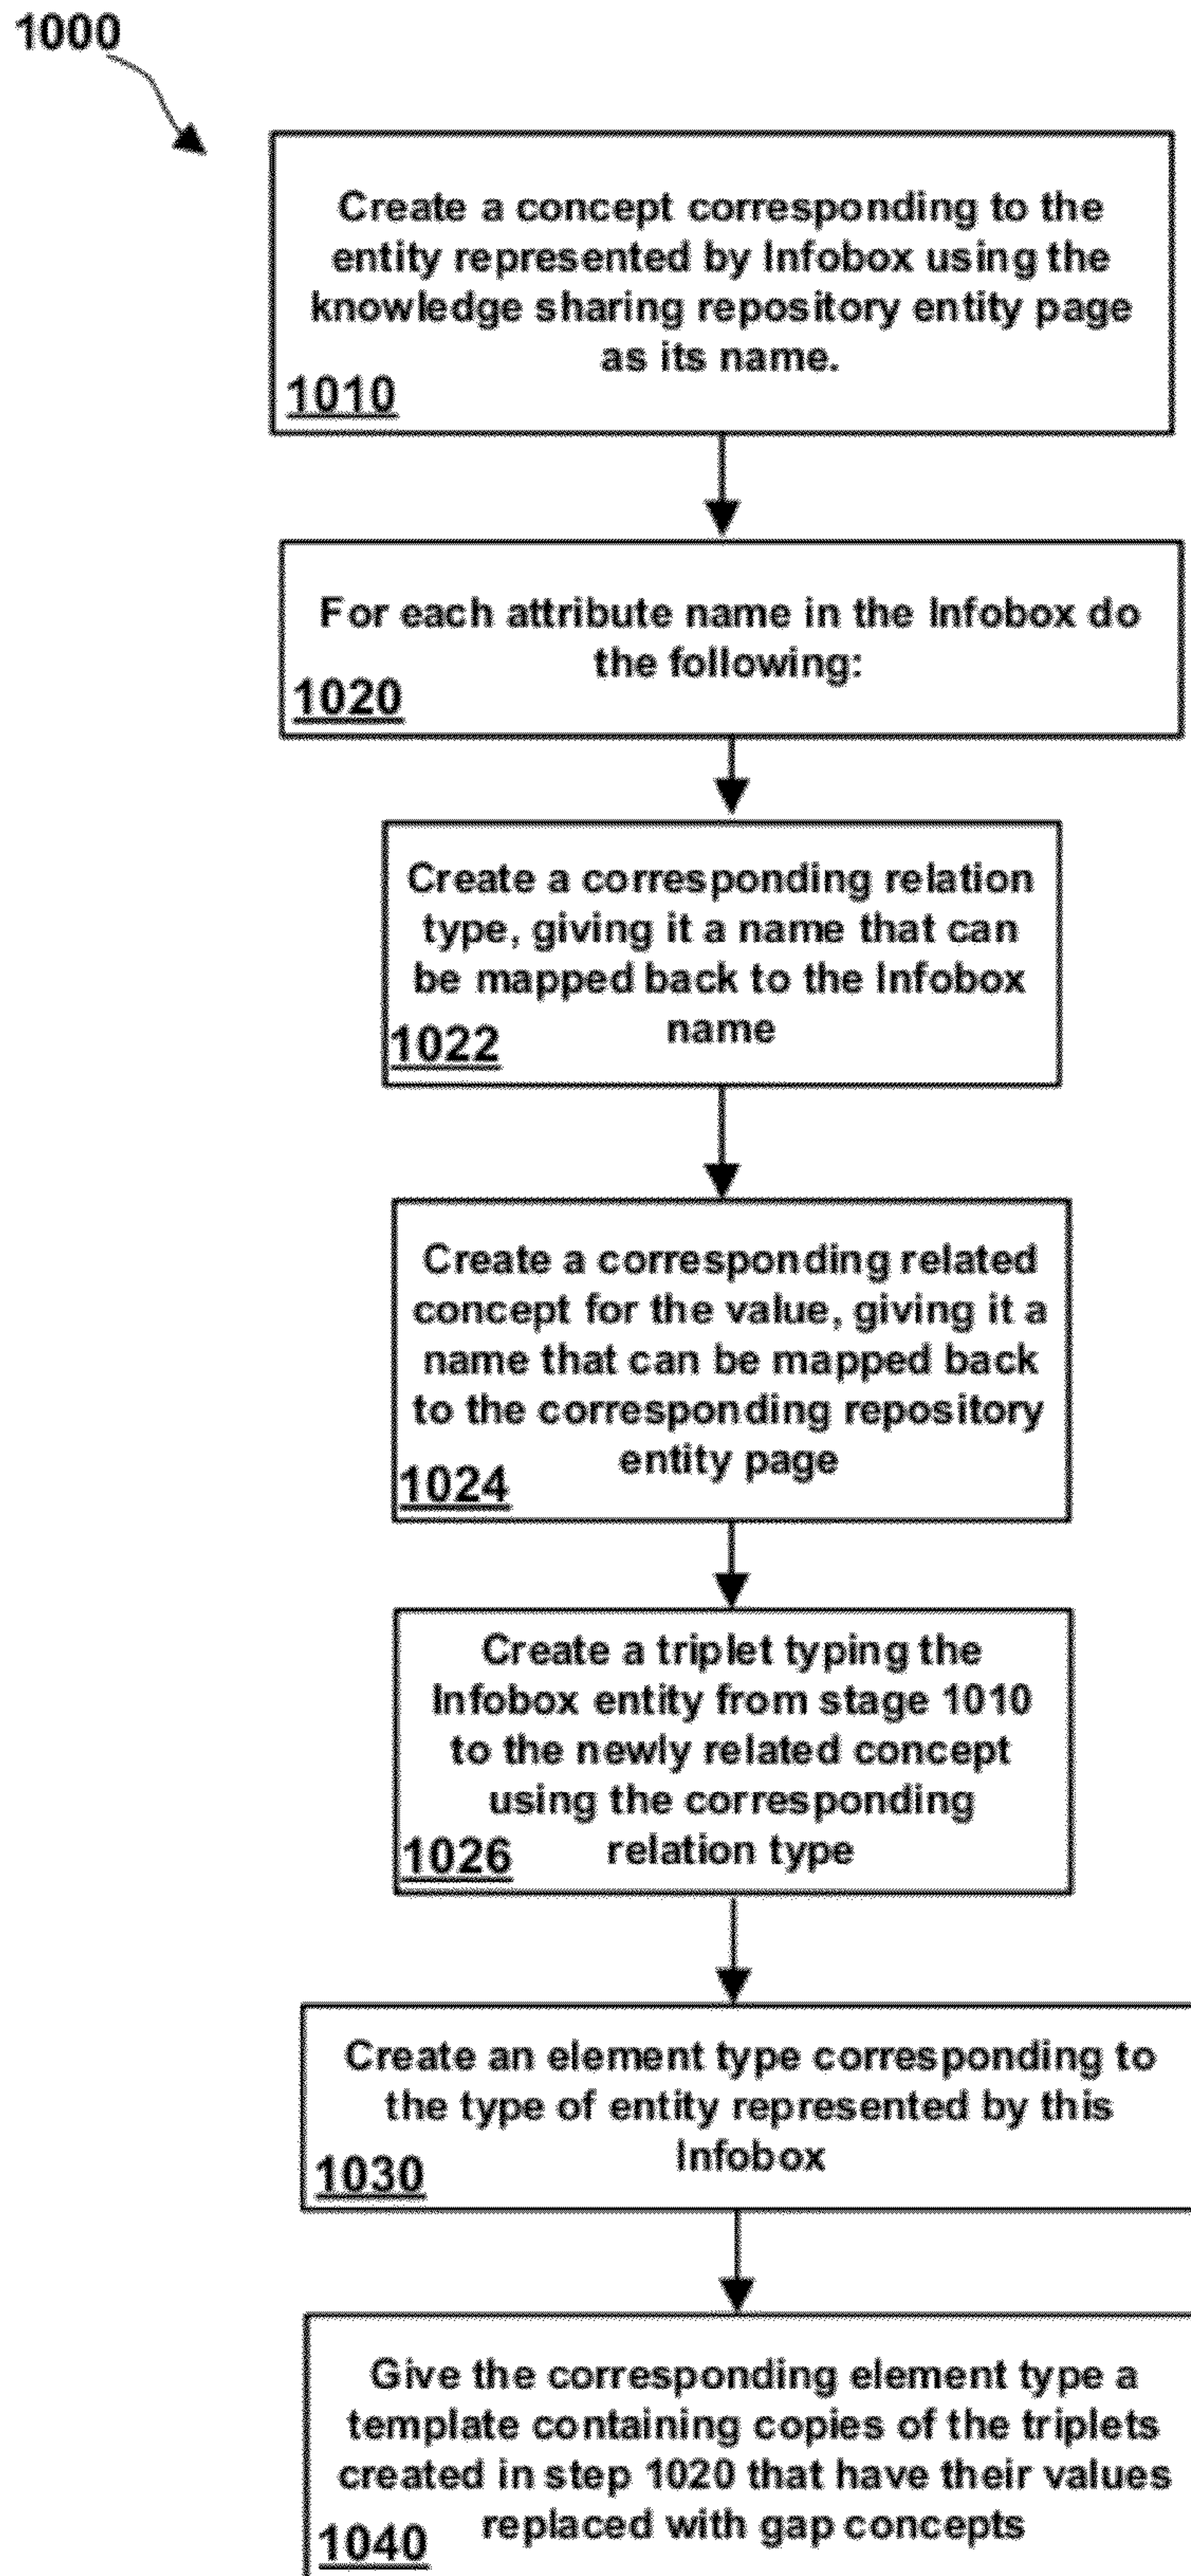 1000
Create a concept corresponding to the
entity represented by Infobox using the
knowledge sharing repository entity page
as its name.
1010
For each attribute name in the Infobox do
the following:
1020
Create a corresponding relation
type, giving it a name that can
be mapped back to the Infobox
name
1022
Create a corresponding related
concept for the value, giving it a
name that can be mapped back
to the corresponding repository
entity page
1024
Create a triplet typing the
Infobox entity from stage 1010
to the newly related concept
using the corresponding
relation type
1026
Create an element type corresponding to
the type of entity represented by this
Infobox
1030
Give the corresponding element type a
template containing copies of the triplets
created in step 1020 that have their values
replaced with gap concepts
1040